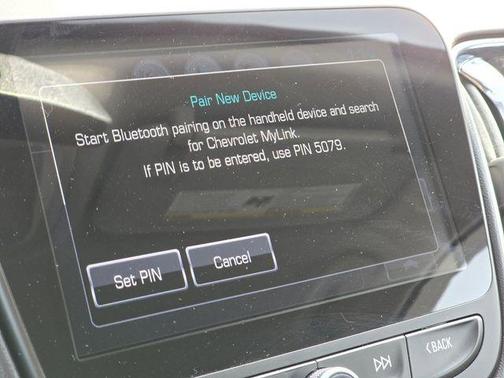 Pair New Device
Start Bluetooth pairing on the handheld device and search
for Chevrolet MyLink.
If PIN is to be entered, use PIN 5079.
Set PIN
Cancel
BACK